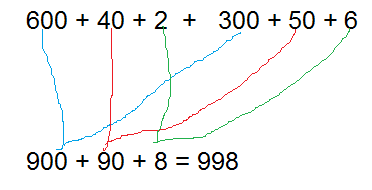 600 + 40 + 2 + 300 + 50 + 6
900 + 90 + 8 = 998